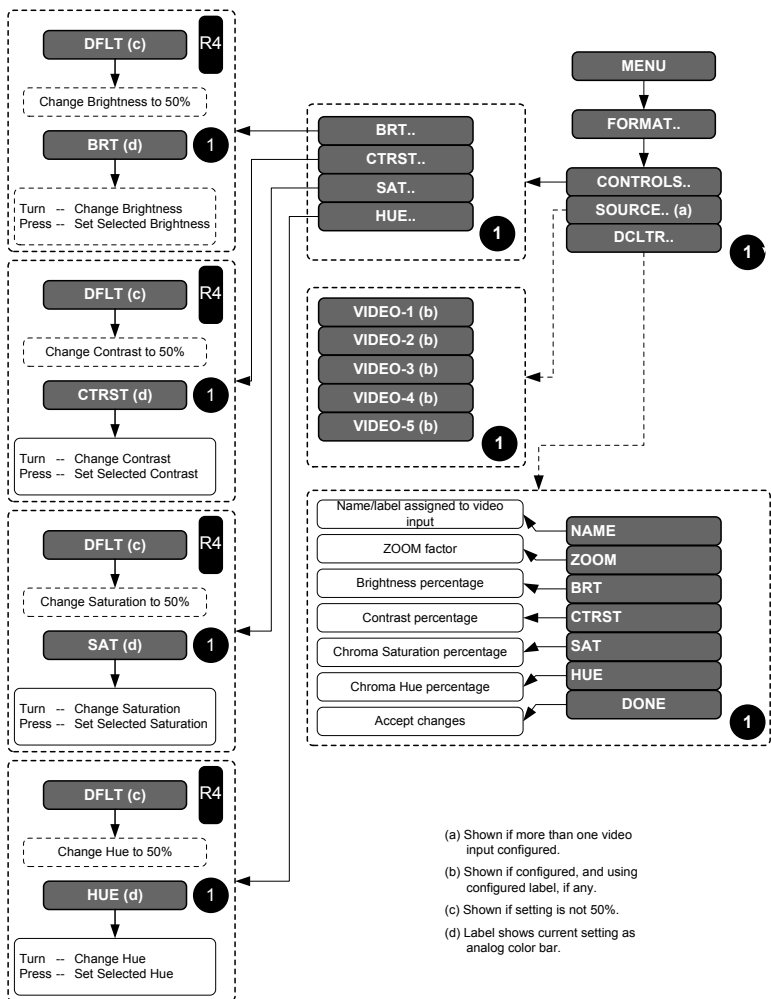 DFLT (c)
R4
Change Brightness to 50%
BRT (d)
1
Turn -- Change Brightness
Press -- Set Selected Brightness
DFLT (c)
R4
Change Contrast to 50%
CTRST (d)
1
Turn -- Change Contrast
Press -- Set Selected Contrast
DFLT (c)
R4
Change Saturation to 50%
SAT (d)
1
Turn -- Change Saturation
Press -- Set Selected Saturation
DFLT (c)
R4
Change Hue to 50%
HUE (d)
1
Turn -- Change Hue
Press -- Set Selected Hue
BRT..
CTRST..
SAT..
HUE..
1
MENU
FORMAT..
CONTROLS..
SOURCE.. (a)
DCLTR..
1
VIDEO-1 (b)
VIDEO-2 (b)
VIDEO-3 (b)
VIDEO-4 (b)
VIDEO-5 (b)
1
Name/label assigned to video
input
NAME
ZOOM factor
ZOOM
Brightness percentage
BRT
Contrast percentage
CTRST
Chroma Saturation percentage
SAT
Chroma Hue percentage
HUE
Accept changes
DONE
1
(a) Shown if more than one video
input configured.
(b) Shown if configured, and using
configured label, if any.
(c) Shown if setting is not 50%.
(d) Label shows current setting as
analog color bar.